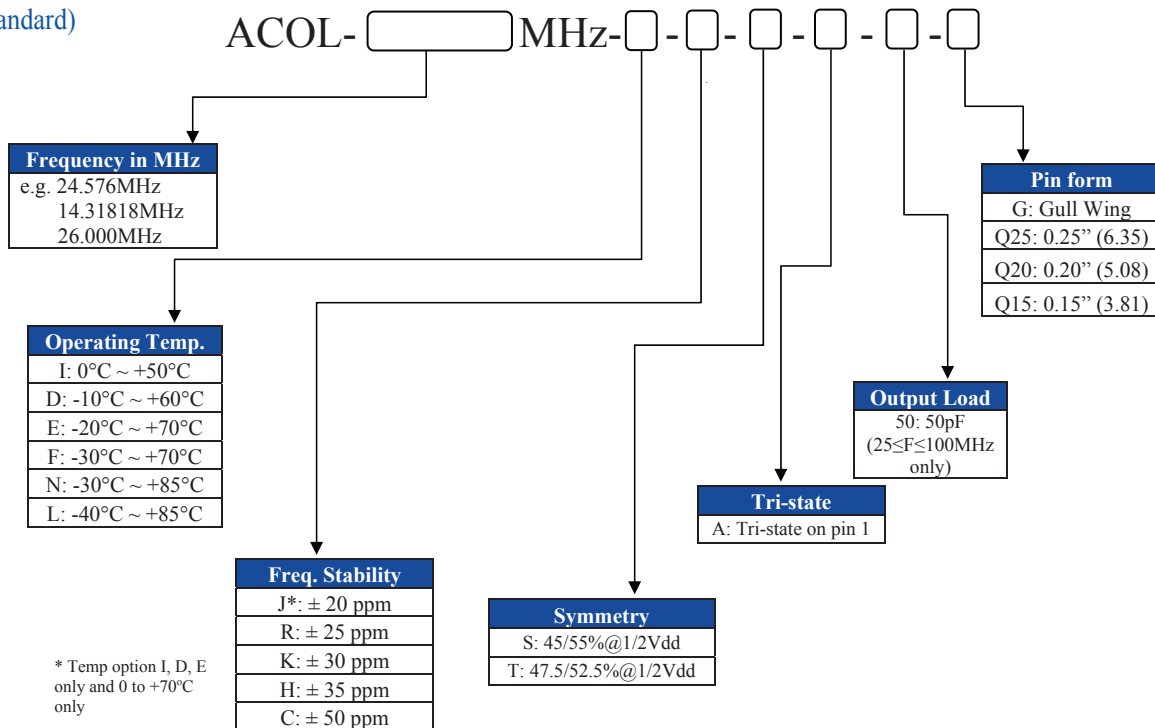 ACOL- MHz- - - - - -
Frequency in MHz
e.g. 24.576MHz
14.31818MHz
26.000MHz
Operating Temp.
I: 0°C ~ +50°C
D: -10°C ~ +60°C
E: -20°C ~ +70°C
F: -30°C ~ +70°C
N: -30°C ~ +85°C
L: -40°C ~ +85°C
* Temp option I, D, E
only and 0 to +70ºC
only
Freq. Stability
J*: ± 20 ppm
R: ± 25 ppm
K: ± 30 ppm
H: ± 35 ppm
C: ± 50 ppm
Symmetry
S: 45/55%@1/2Vdd
T: 47.5/52.5%@1/2Vdd
Tri-state
A: Tri-state on pin 1
Output Load
50: 50pF
(25≤F≤100MHz
only)
Pin form
G: Gull Wing
Q25: 0.25” (6.35)
Q20: 0.20” (5.08)
Q15: 0.15” (3.81)